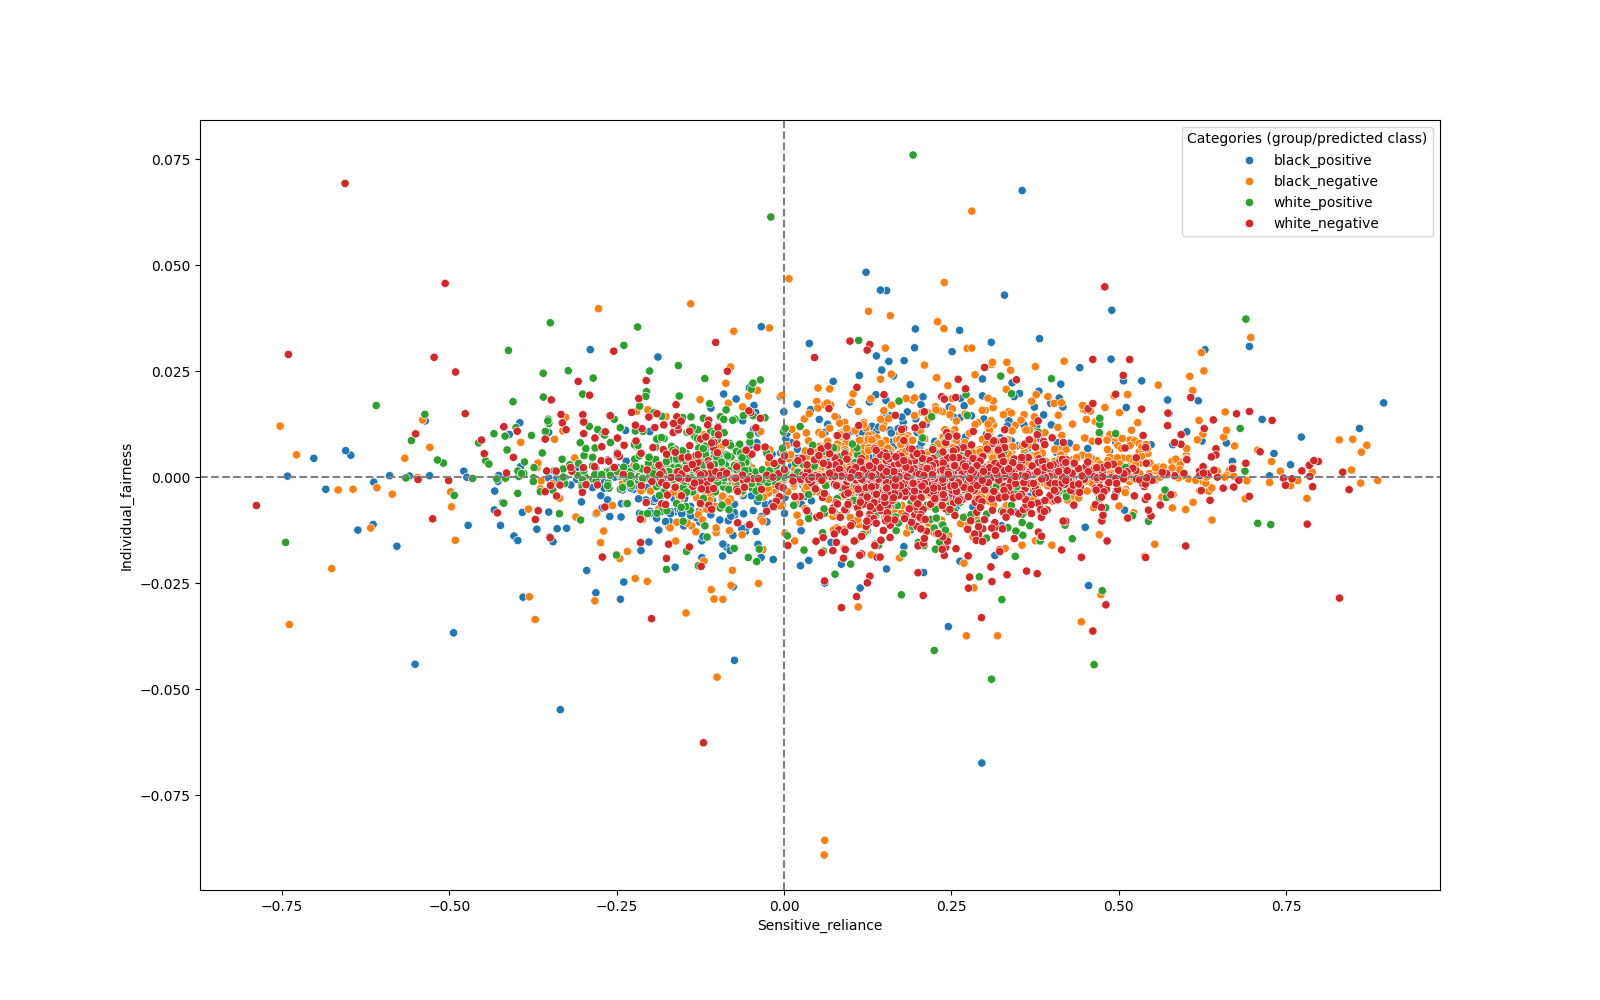 Categories (group/predicted class)
black_positive
black_negative
white_positive
white_negative
0.075
0.050
0.025
0.000
−0.025
−0.050
−0.075
Individual_fairness
−0.75
−0.50
−0.25
0.00
0.25
0.50
0.75
Sensitive_reliance